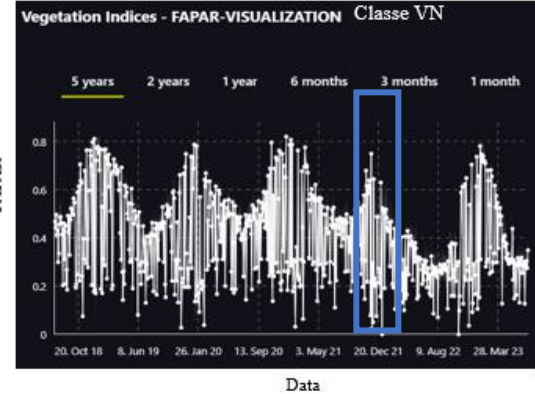 Vegetation Indices - FAPAR-VISUALIZATION Classe VN
5 years 2 years 1 year 6 months 3 months 1 month
0.8
0.6
0.4
0.2
0
20. Oct 18 8. Jun 19 26. Jan 20 13. Sep 20 3. May 21 20. Dec 21 9. Aug 22 28. Mar 23
Data